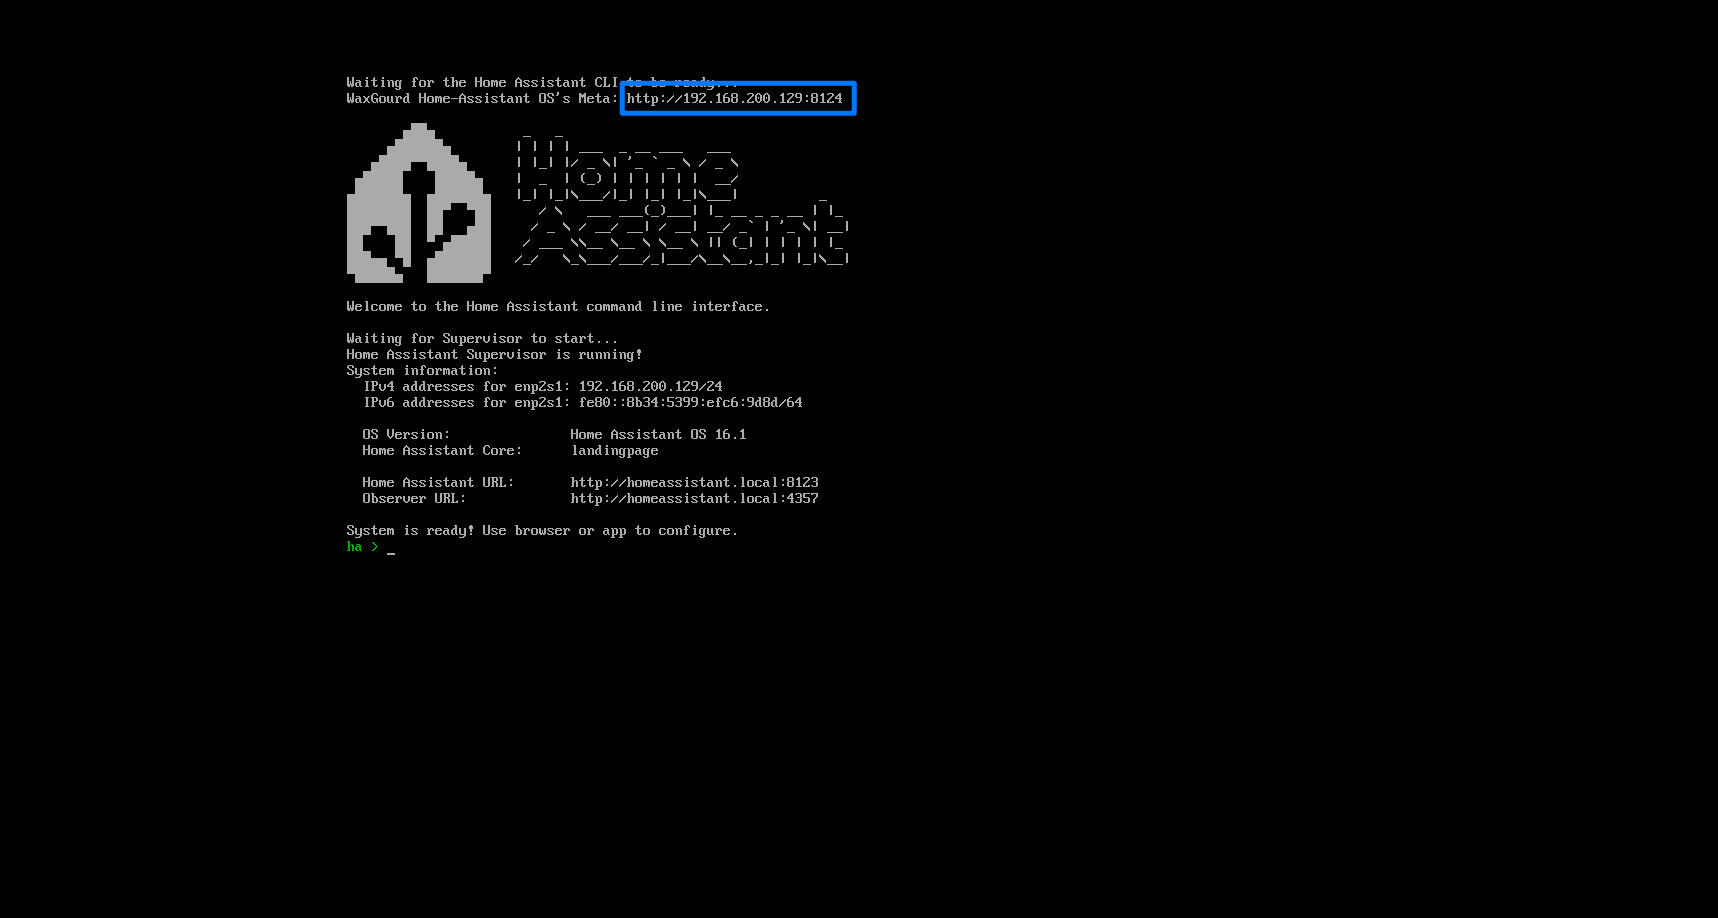 Waiting for the Home Assistant CLI to be ready...
WaxGourd Home-Assistant OS's Meta: http://192.168.200.129:8124
Home
Assistant
Welcome to the Home Assistant command line interface.
Waiting for Supervisor to start...
Home Assistant Supervisor is running!
System information:
IPv4 addresses for enp2s1: 192.168.200.129/24
IPv6 addresses for enp2s1: fe80::8b34:5399:efc6:9d8d/64
OS Version: Home Assistant OS 16.1
Home Assistant Core: landingpage
Home Assistant URL: http://homeassistant.local:8123
Observer URL: http://homeassistant.local:4357
System is ready! Use browser or app to configure.
ha > _